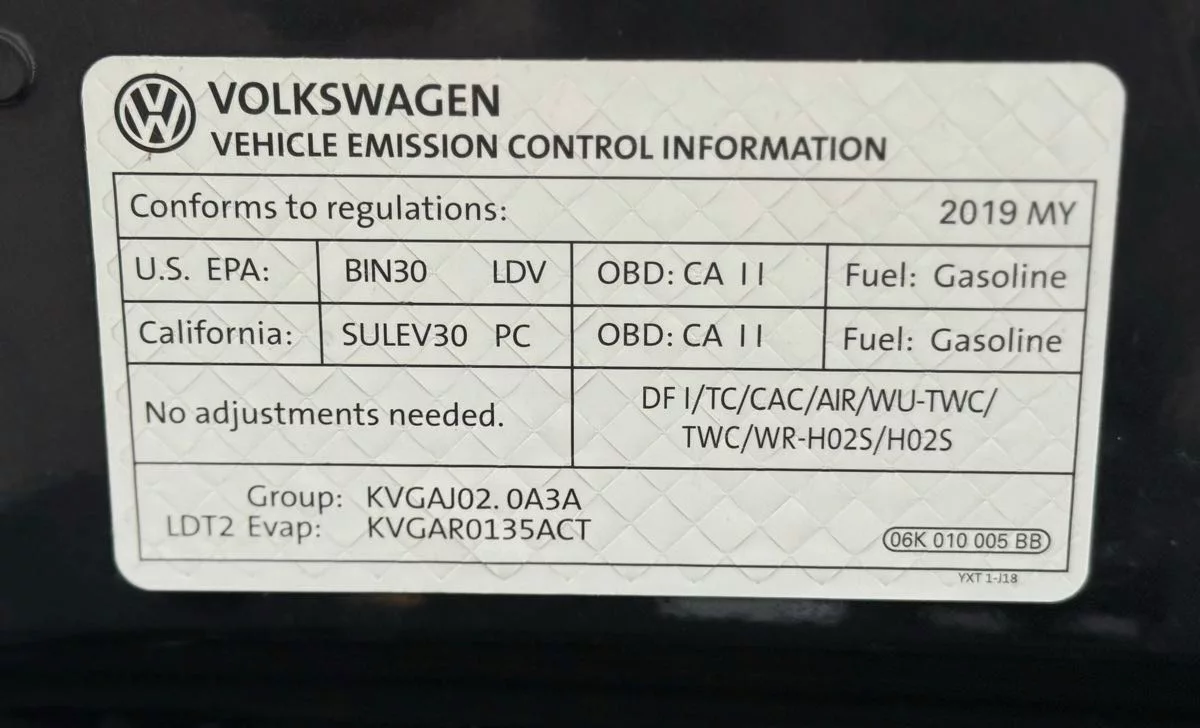 VOLKSWAGEN
VEHICLE EMISSION CONTROL INFORMATION
Conforms to regulations: 2019 MY
U.S. EPA: BIN30 LDV OBD: CA II Fuel: Gasoline
California: SULEV30 PC OBD: CA II Fuel: Gasoline
No adjustments needed.
DFI/TC/CAC/AIR/WU-TWC/
TWC/WR-HO2S/HO2S
Group: KVGAJ02.0A3A
LDT2 Evap: KVGAR0135ACT
06K 010 005 BB
YXT 1-J18